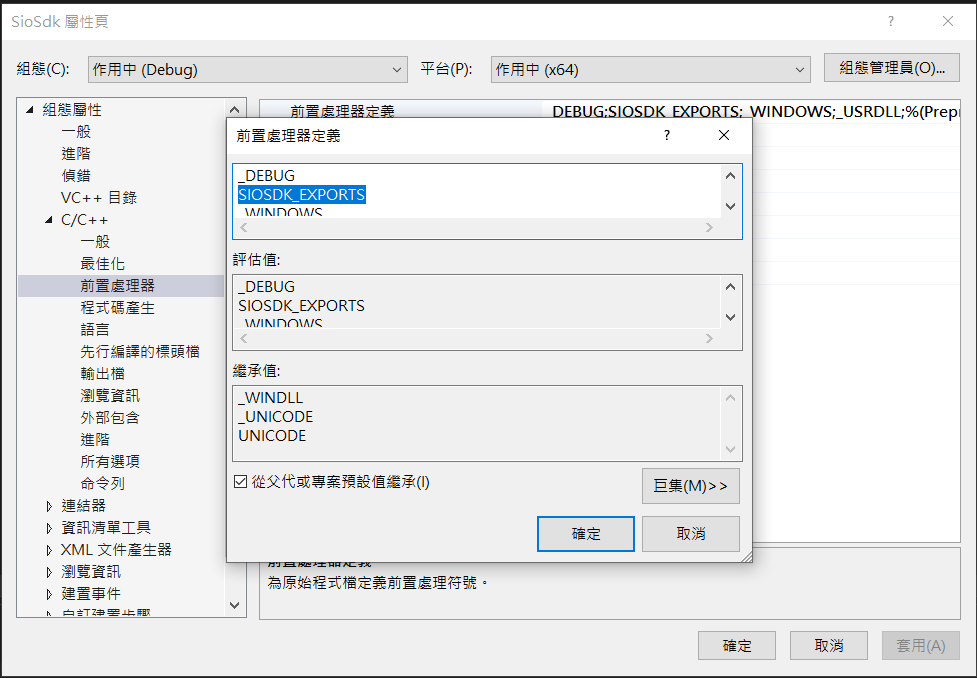 SioSdk 屬性頁
組態(C):
作用中 (Debug)
平台(P):
作用中 (x64)
組態管理員(O)...
組態屬性
一般
進階
偵錯
VC++ 目錄
C/C++
一般
最佳化
前置處理器
程式碼產生
語言
先行編譯的標頭檔
輸出檔
瀏覽資訊
外部包含
進階
所有選項
命令列
連結器
資訊清單工具
XML 文件產生器
瀏覽資訊
建置事件
自訂建置步驟
前置處理器定義
_DEBUG;SIOSDK_EXPORTS;_WINDOWS;_USRDLL;%(Prepr
前置處理器定義
?
_DEBUG
SIOSDK_EXPORTS
_WINDOWS
評估值:
_DEBUG
SIOSDK_EXPORTS
_WINDOWS
繼承值:
_WINDLL
_UNICODE
UNICODE
從父代或專案預設值繼承(I)
巨集(M)>>
確定
取消
前置處理器定義
為原始程式檔定義前置處理符號。
確定
取消
套用(A)